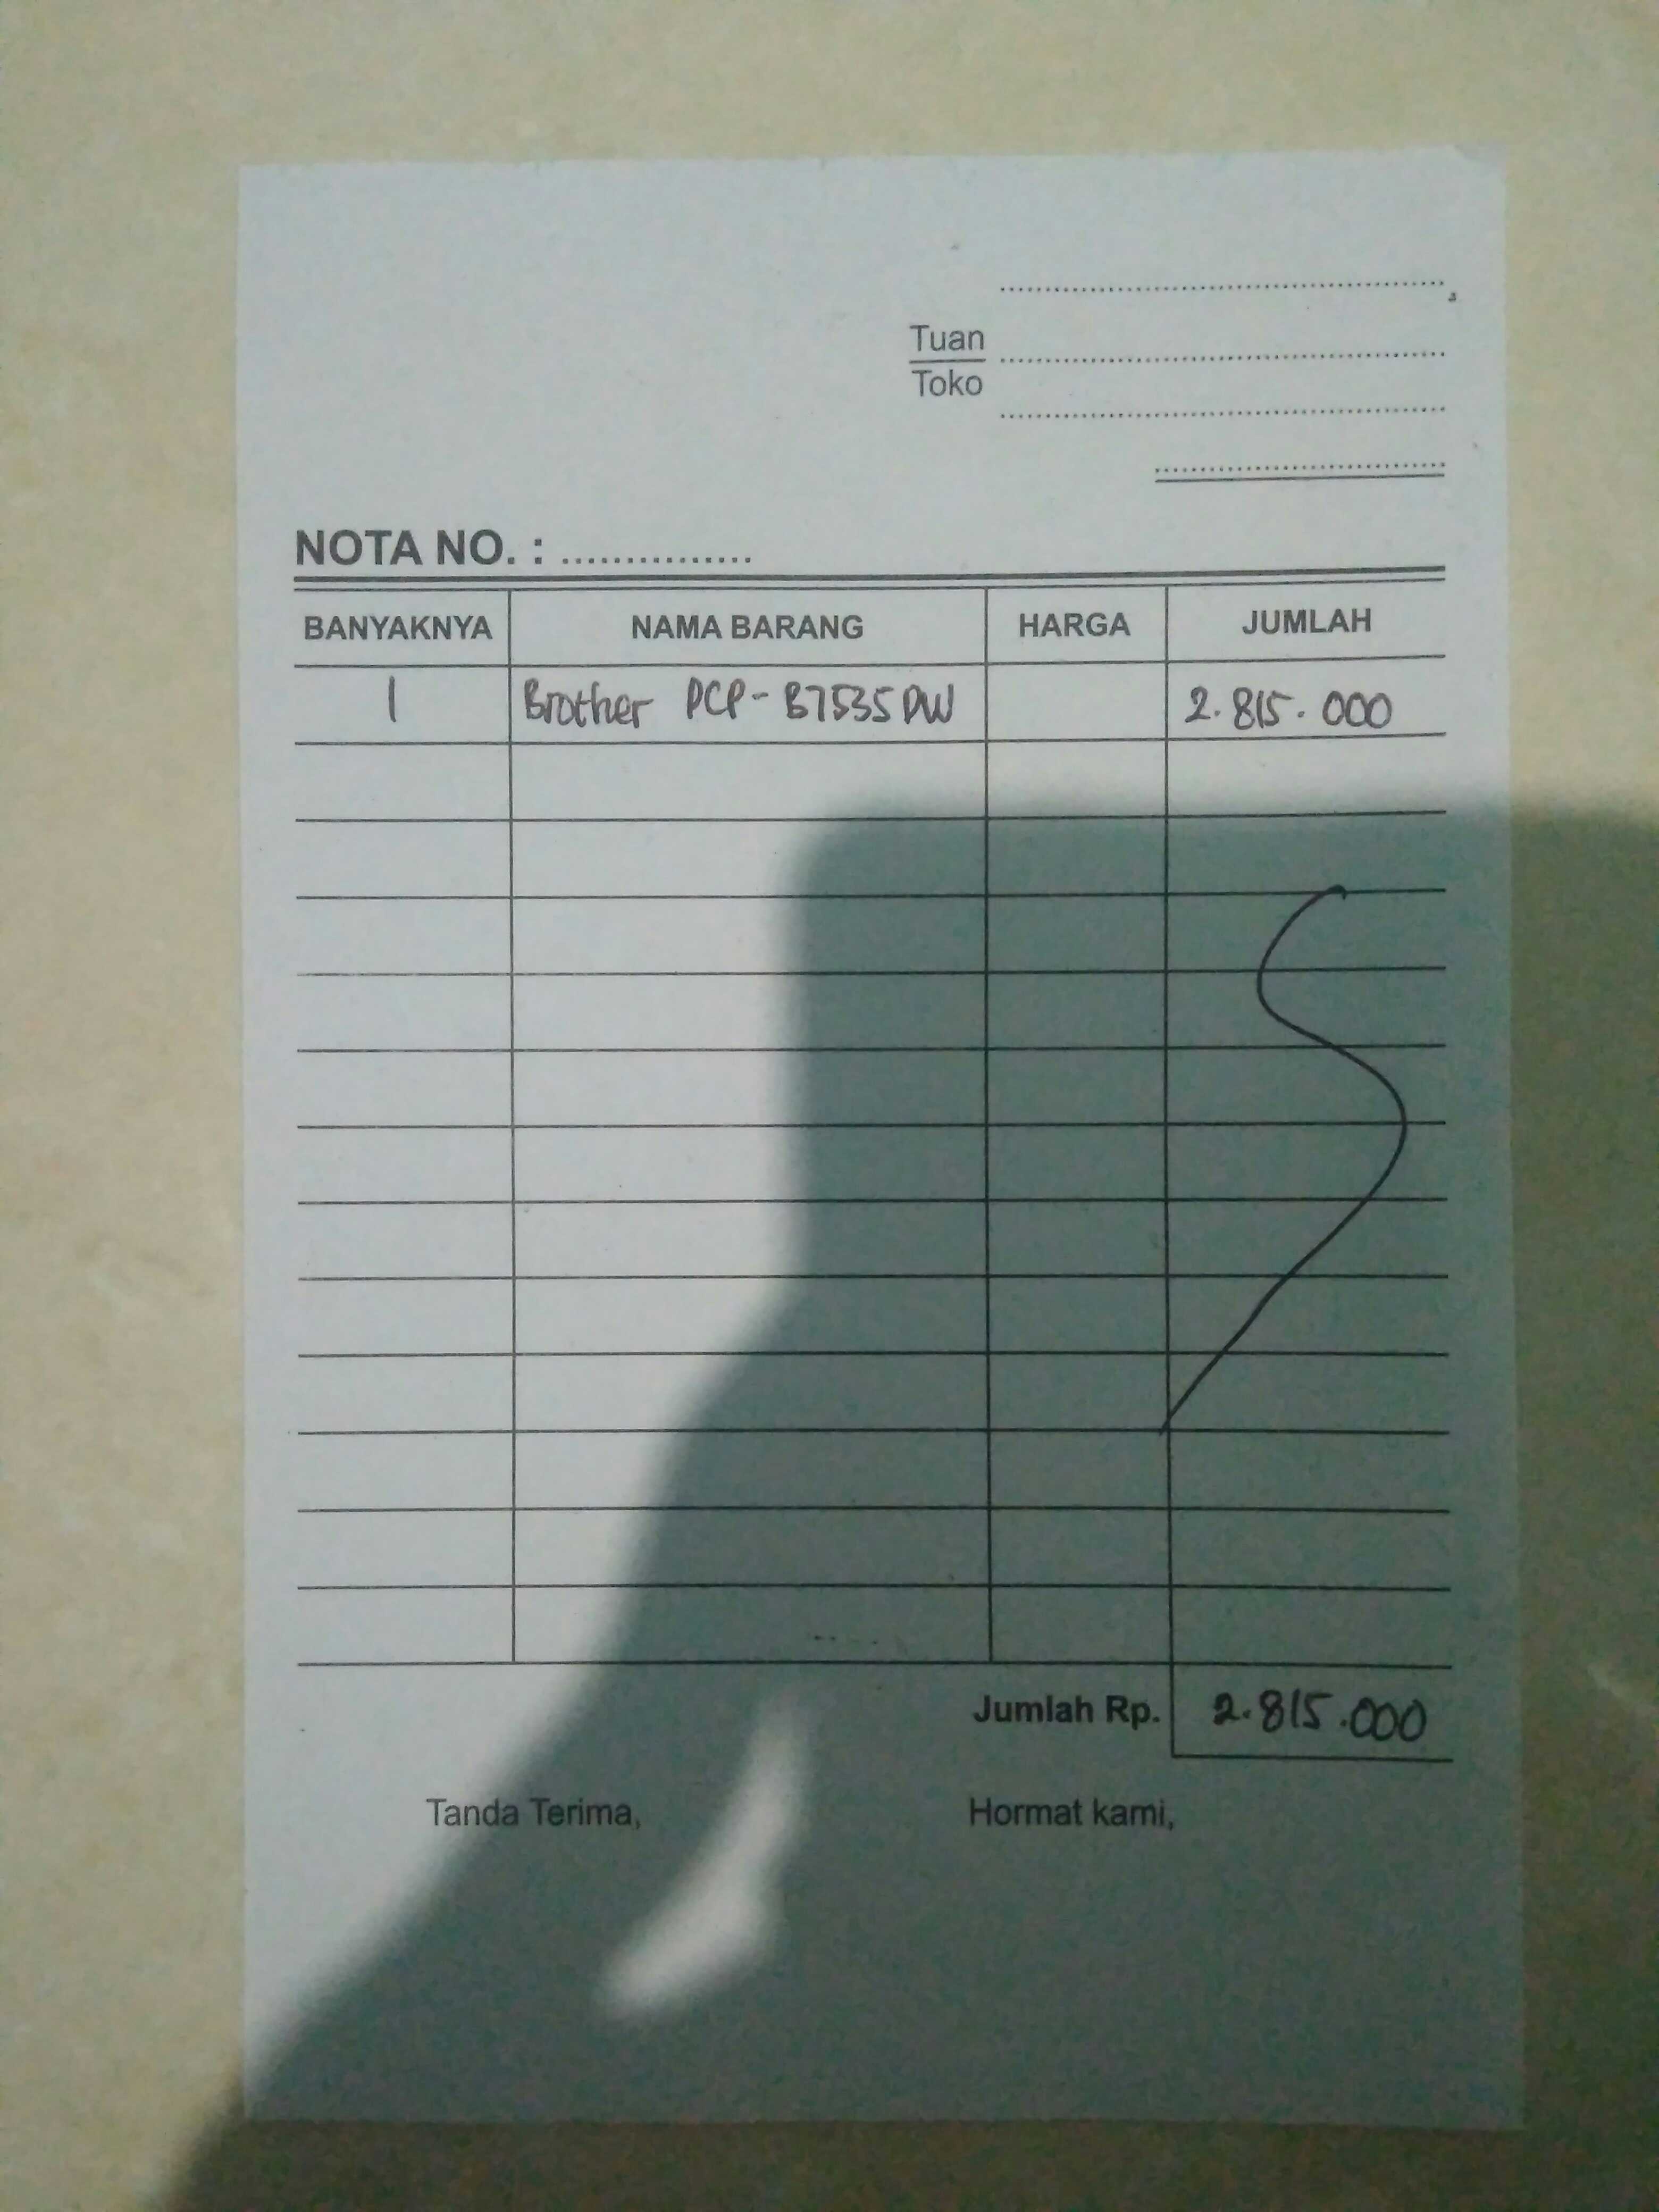 Tuan
Toko
NOTA NO. : ...............
BANYAKNYA NAMA BARANG HARGA JUMLAH
1 Brother DCP-B7535DW 2.815.000
Jumlah Rp. 2.815.000
Tanda Terima, Hormat kami,